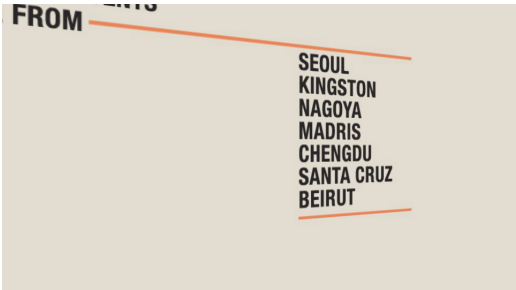 FROM
SEOUL
KINGSTON
NAGOYA
MADRIS
CHENGDU
SANTA CRUZ
BEIRUT